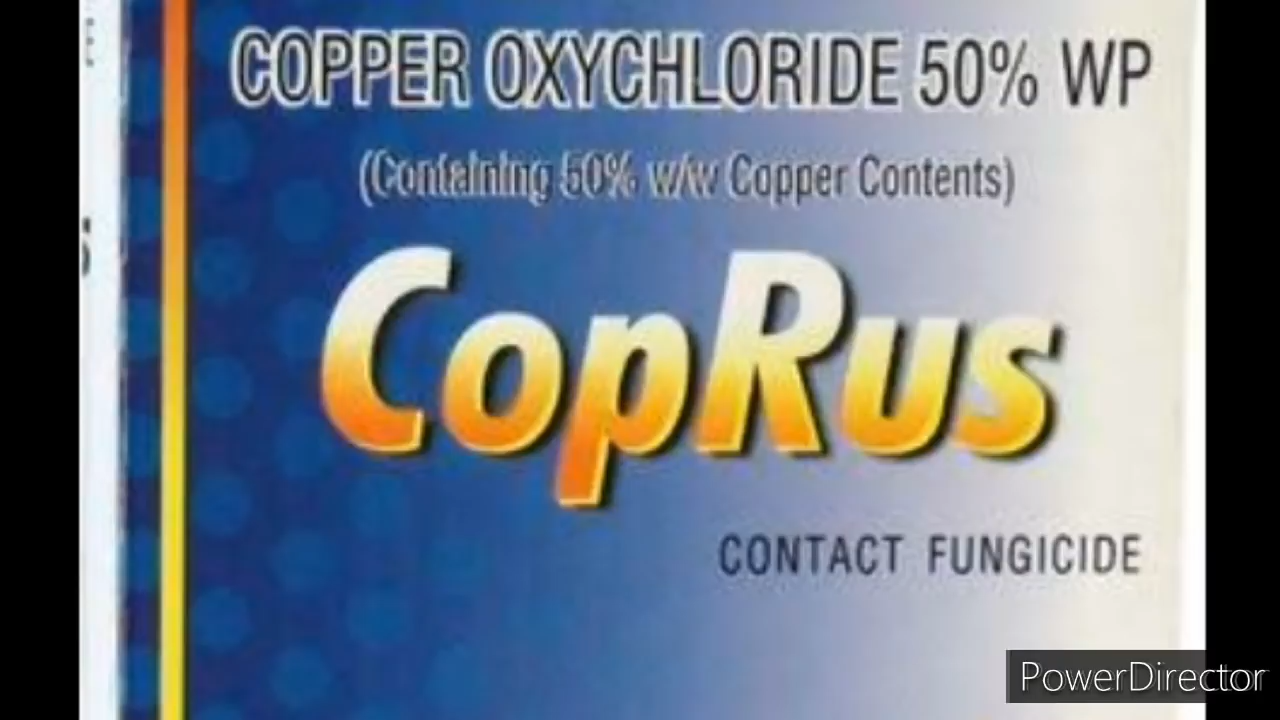 COPPER OXYCHLORIDE 50% WP
(Containing 50% w/w Copper Contents)
CopRus
CONTACT FUNGICIDE
PowerDirector